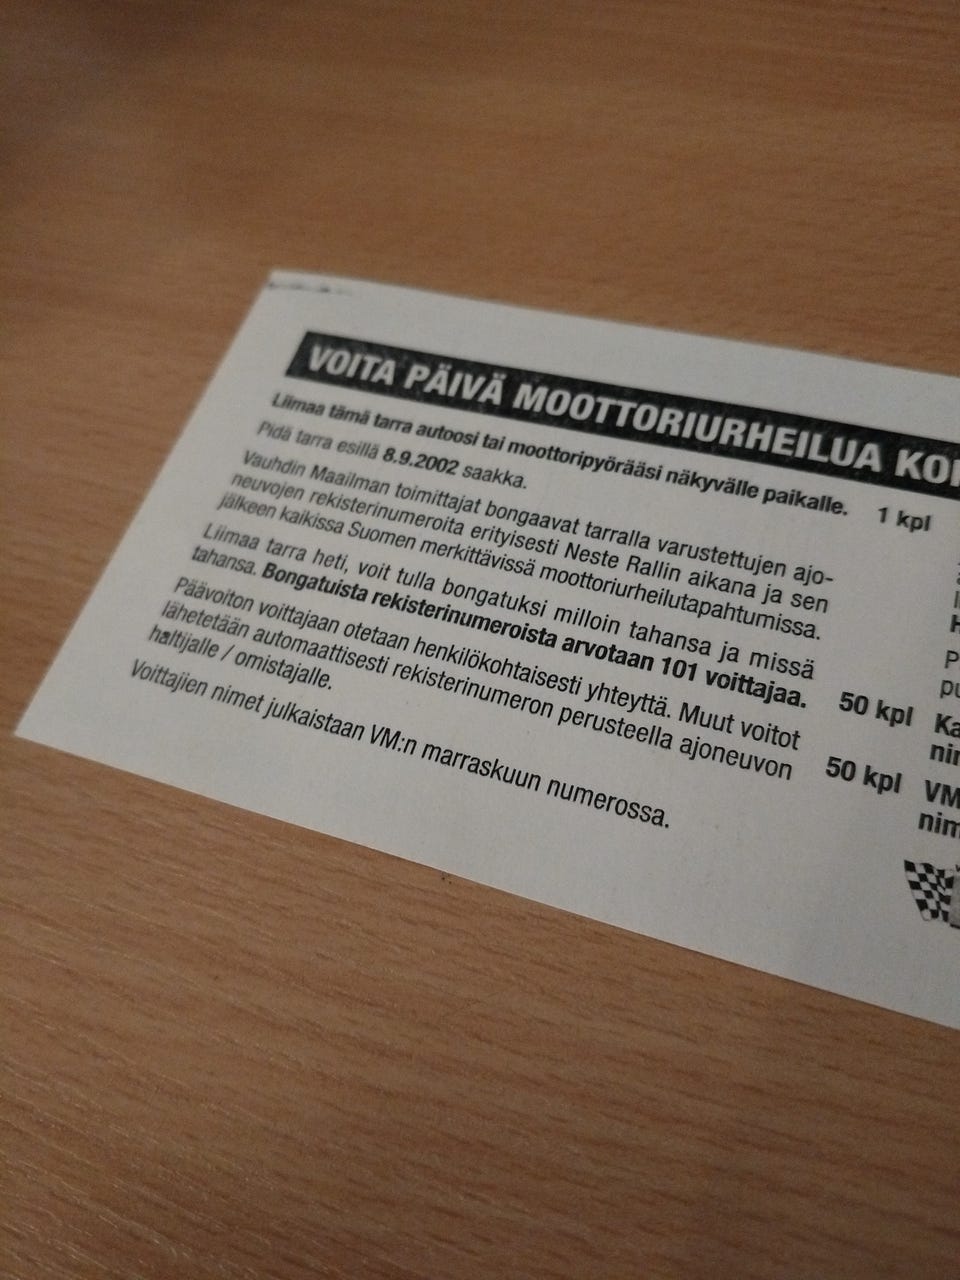 VOITA PÄIVÄ MOOTTORIURHEILUA
Liimaa tämä tarra autoosi tai moottoripyörääsi näkyvälle paikalle.
Pidä tarra esillä 8.9.2002 saakka.
Vauhdin Maailman toimittajat bongaavat tarralla varustettujen ajo-
neuvojen rekisterinumeroita erityisesti Neste Rallin aikana ja sen
jälkeen kaikissa Suomen merkittävissä moottoriurheilutapahtumissa.
Liimaa tarra heti, voit tulla bongatuksi milloin tahansa ja missä
tahansa. Bongatuista rekisterinumeroista arvotaan 101 voittajaa.
Päävoiton voittajaan otetaan henkilökohtaisesti yhteyttä. Muut voitot
lähetetään automaattisesti rekisterinumeron perusteella ajoneuvon
haltijalle / omistajalle.
Voittajien nimet julkaistaan VM:n marraskuun numerossa.
1 kpl
50 kpl
50 kpl VM